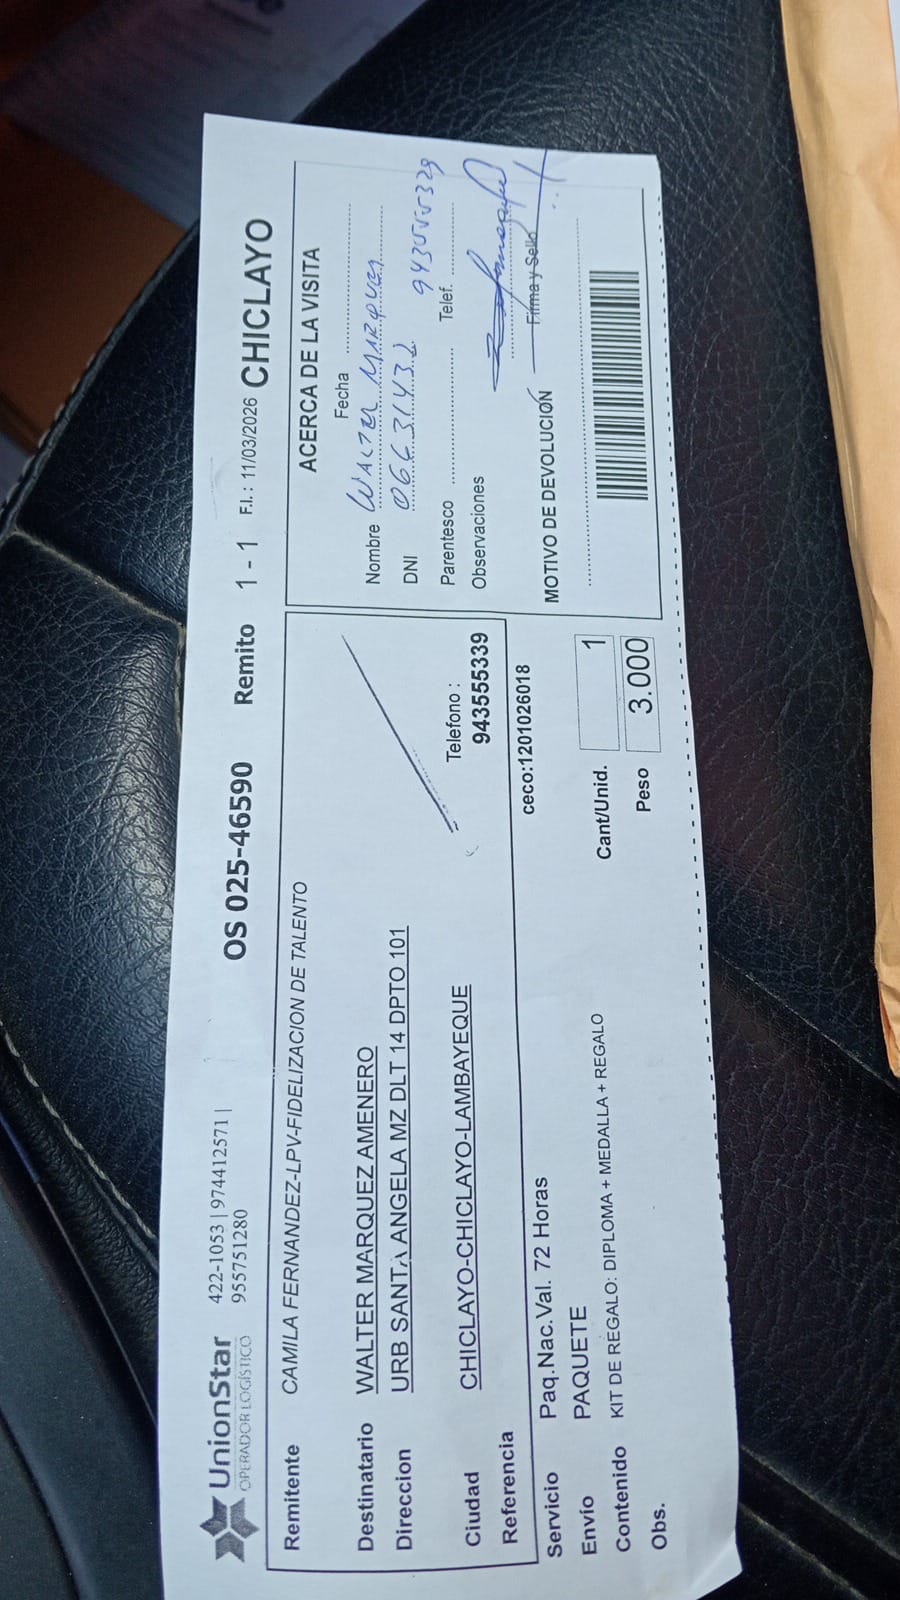 UnionStar
OPERADOR LOGÍSTICO
422-1053 | 974412571 |
955751280
OS 025-46590 Remito 1 - 1 F.I.: 11/03/2026 CHICLAYO
Remitente CAMILA FERNANDEZ-LPV-FIDELIZACION DE TALENTO
Destinatario WALTER MARQUEZ AMENERO
Direccion URB SANTA ANGELA MZ DLT 14 DPTO 101
Ciudad CHICLAYO-CHICLAYO-LAMBAYEQUE
Telefono :
943555339
Referencia
ceco:1201026018
Servicio Paq.Nac.Val. 72 Horas
Envío PAQUETE
Cant/Unid. 1
Contenido KIT DE REGALO: DIPLOMA + MEDALLA + REGALO
Peso 3.000
Obs.
ACERCA DE LA VISITA
Fecha
Nombre WALTER MARQUEZ
DNI
Parentesco Telef.
Observaciones
Firma y Sello
MOTIVO DE DEVOLUCIÓN